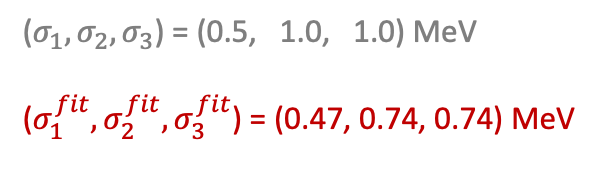 (σ₁, σ₂, σ₃) = (0.5, 1.0, 1.0) MeV
(σ₁ᶠⁱᵗ, σ₂ᶠⁱᵗ, σ₃ᶠⁱᵗ) = (0.47, 0.74, 0.74) MeV